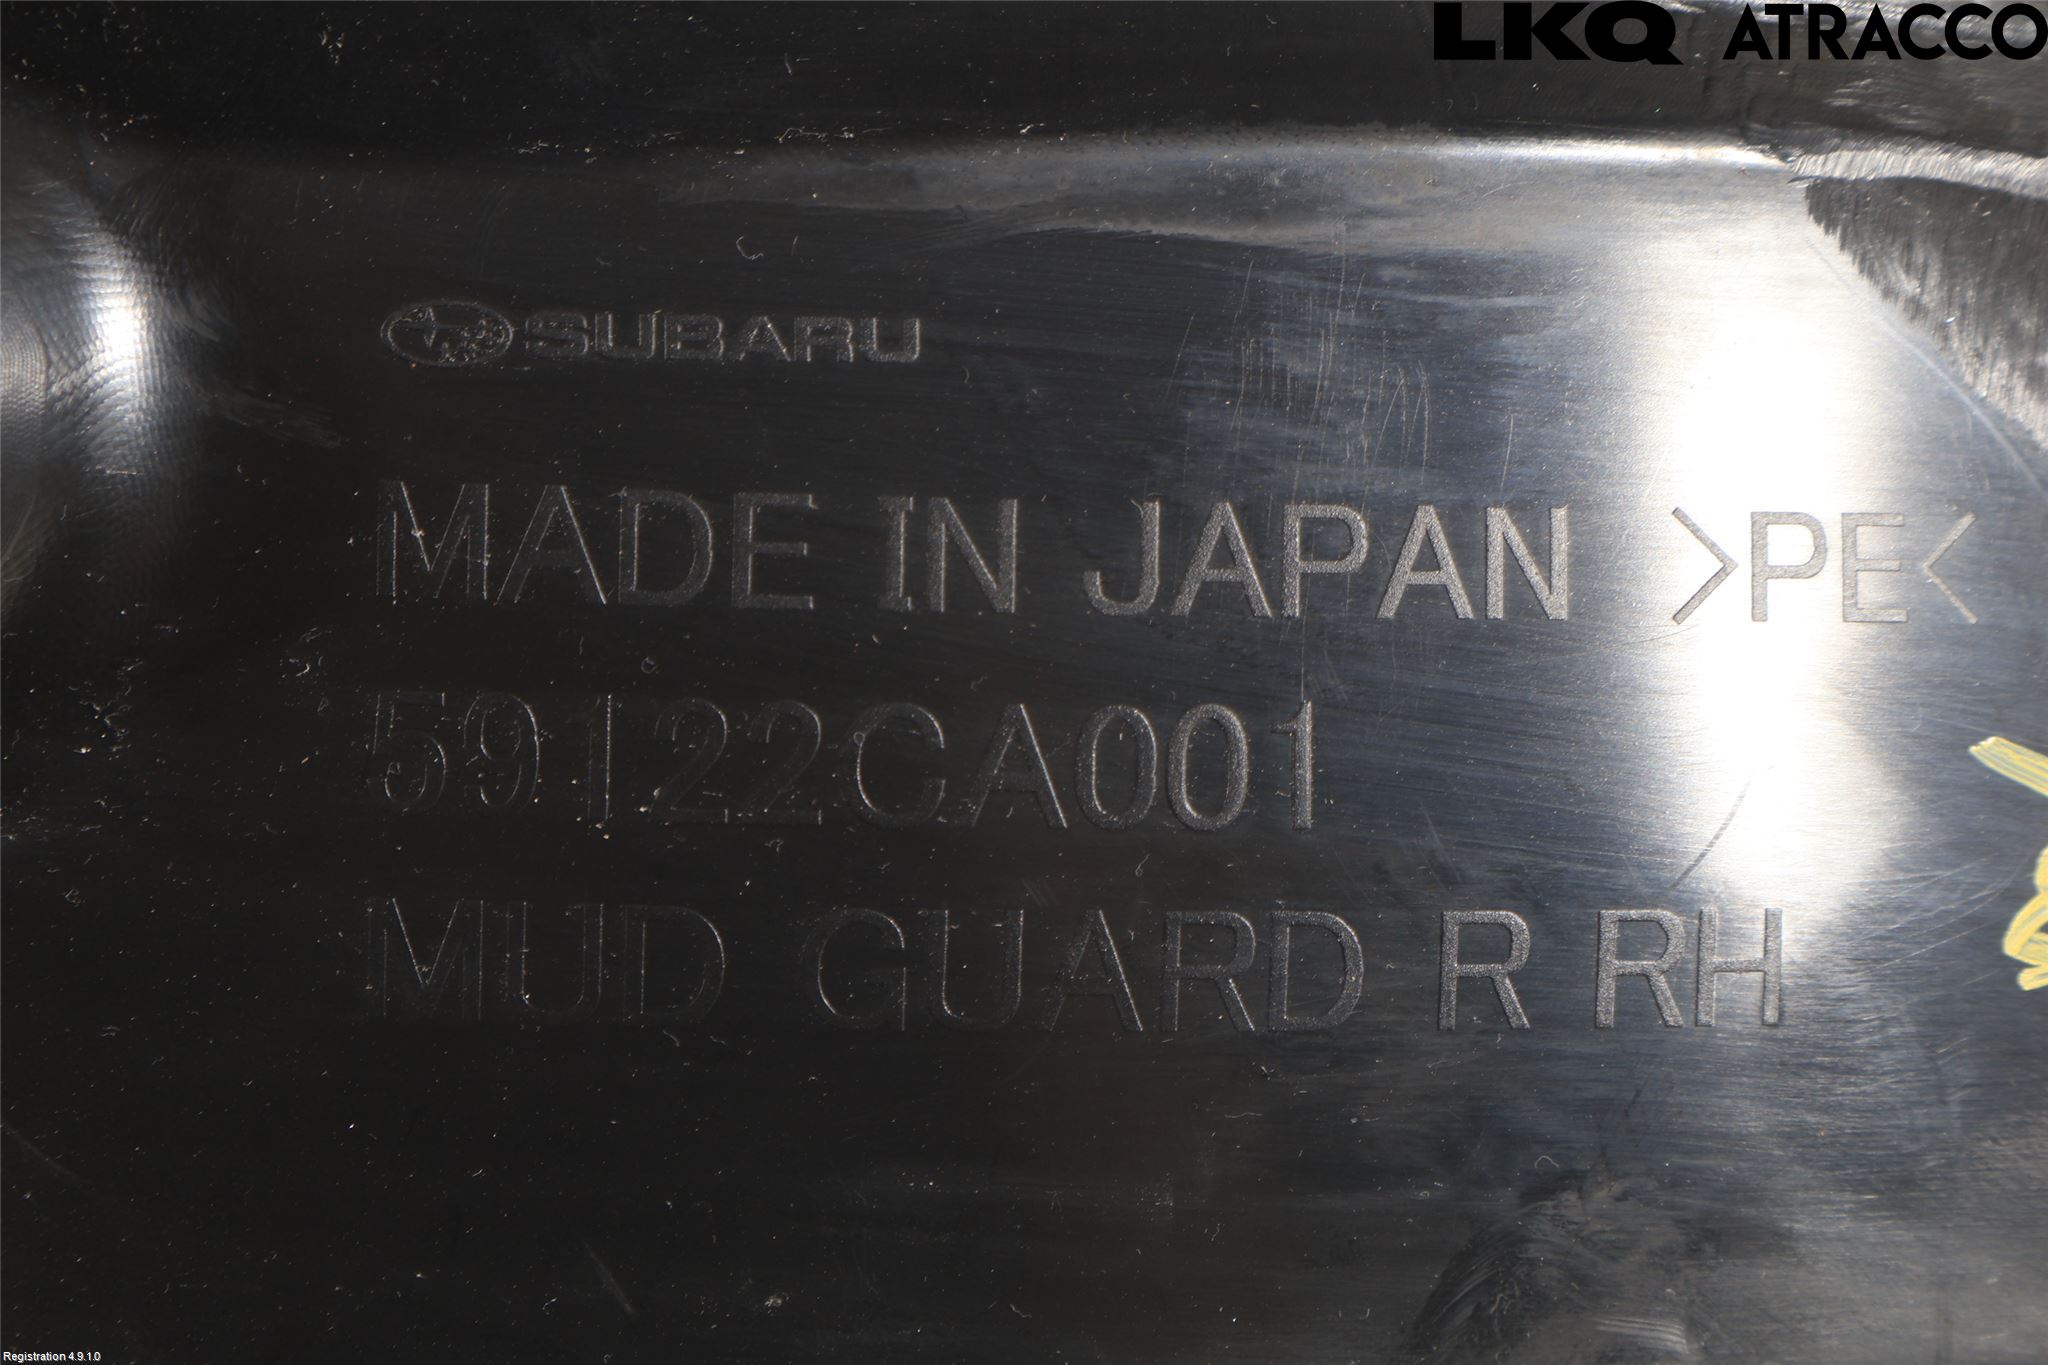 LKQ ATRACCO
SUBARU
MADE IN JAPAN >PE<
59122CA001
MUD GUARD R RH
Registration 4.9.1.0